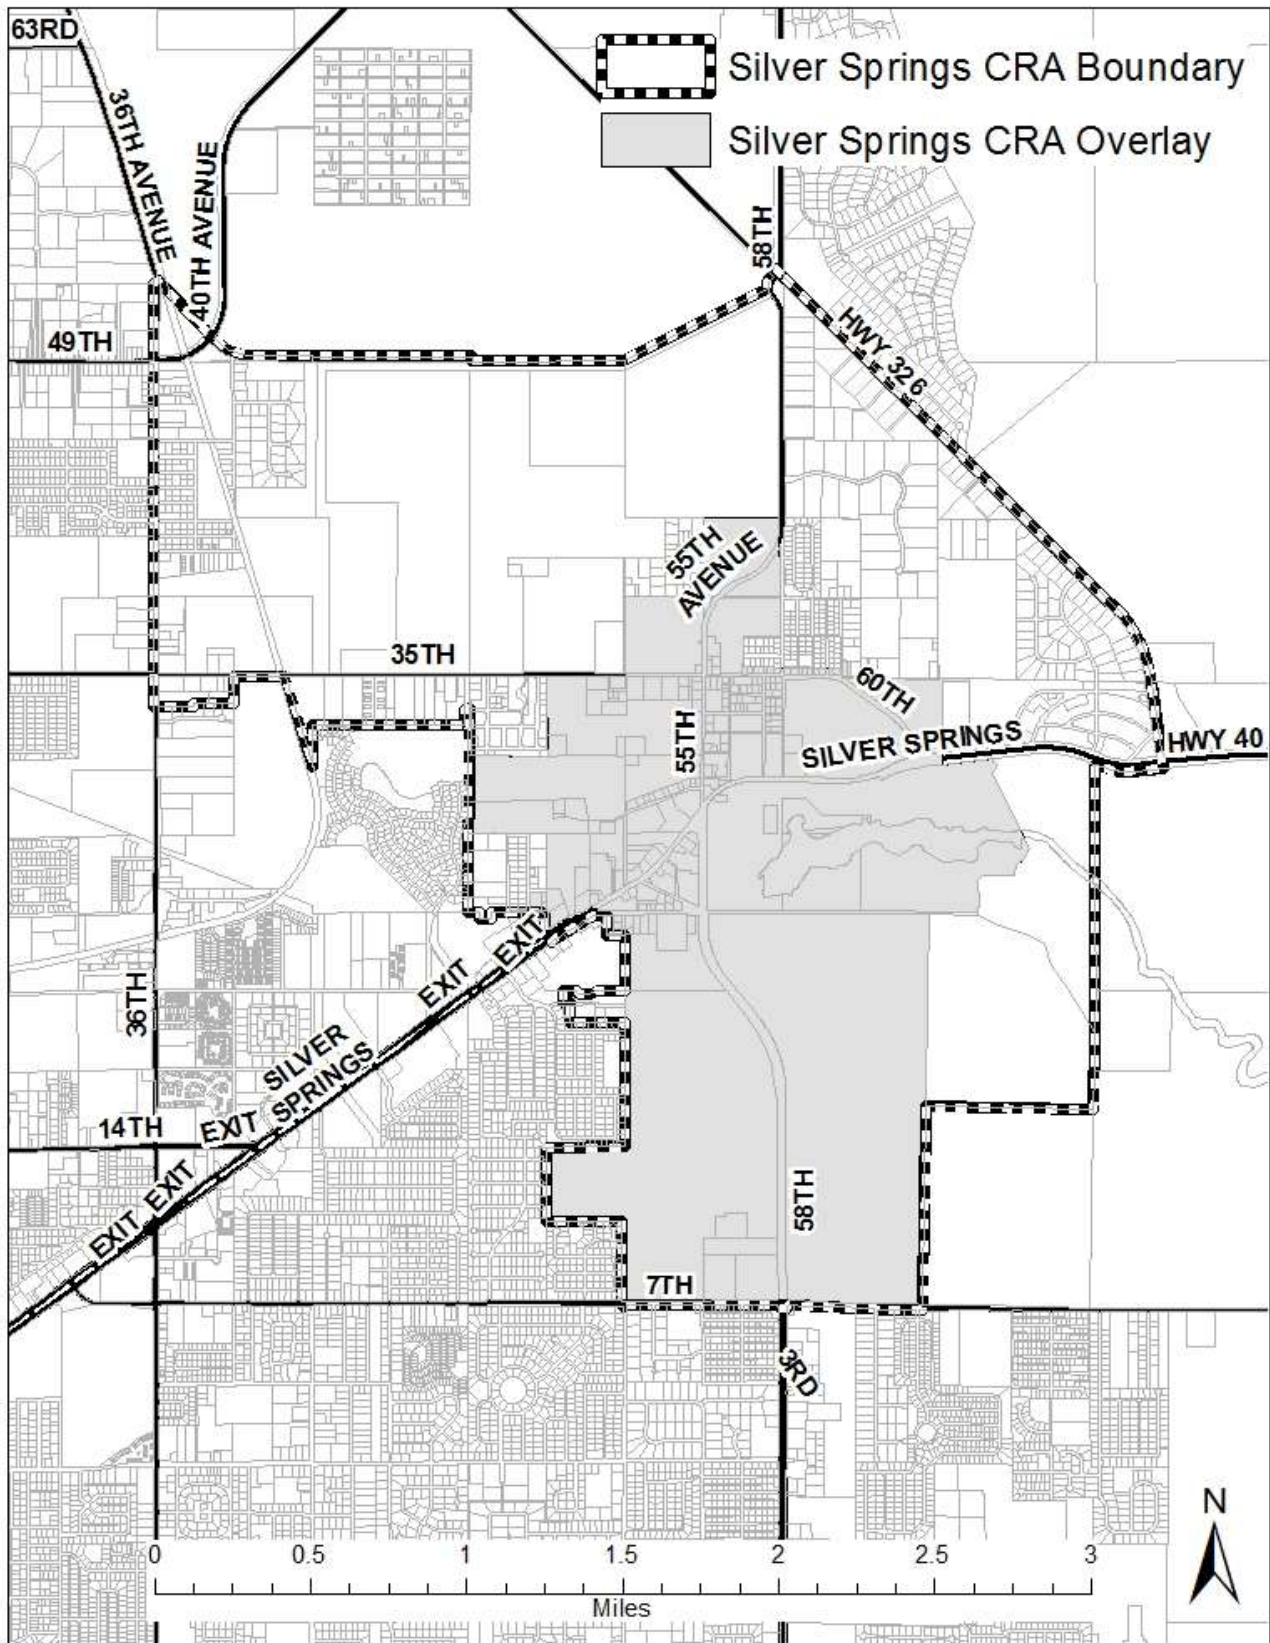 63RD
Silver Springs CRA Boundary
36TH AVENUE
Silver Springs CRA Overlay
40TH AVENUE
58TH
49TH
HWY 326
55TH
AVENUE
35TH
60TH
55TH
SILVER SPRINGS
HWY 40
EXIT
EXIT
36TH
SILVER
SPRINGS
14TH
EXIT
EXIT
EXIT
58TH
7TH
3RD
N
0 0.5 1 1.5 2 2.5 3
Miles